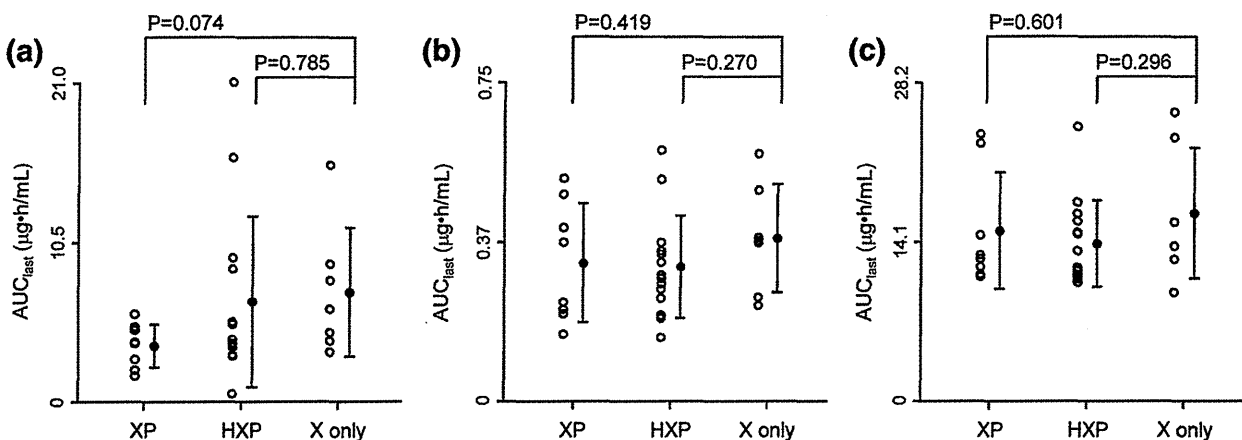 (a)
P=0.074
P=0.785
AUClast (μg•h/mL)
21.0
10.5
0
XP HXP X only
(b)
P=0.419
P=0.270
AUClast (μg•h/mL)
0.75
0.37
0
XP HXP X only
(c)
P=0.601
P=0.296
AUClast (μg•h/mL)
28.2
14.1
0
XP HXP X only